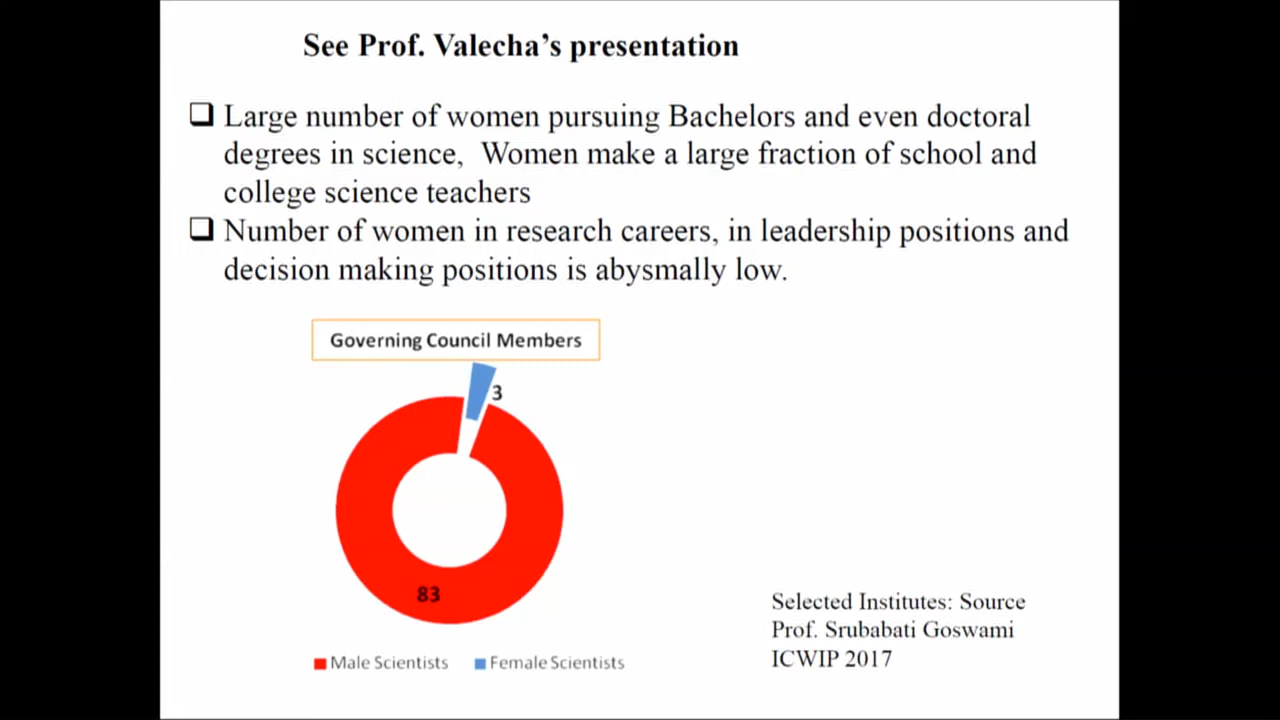 See Prof. Valecha's presentation
Large number of women pursuing Bachelors and even doctoral
degrees in science, Women make a large fraction of school and
college science teachers
Number of women in research careers, in leadership positions and
decision making positions is abysmally low.
Governing Council Members
3
83
Male Scientists Female Scientists
Selected Institutes: Source
Prof. Srubabati Goswami
ICWIP 2017